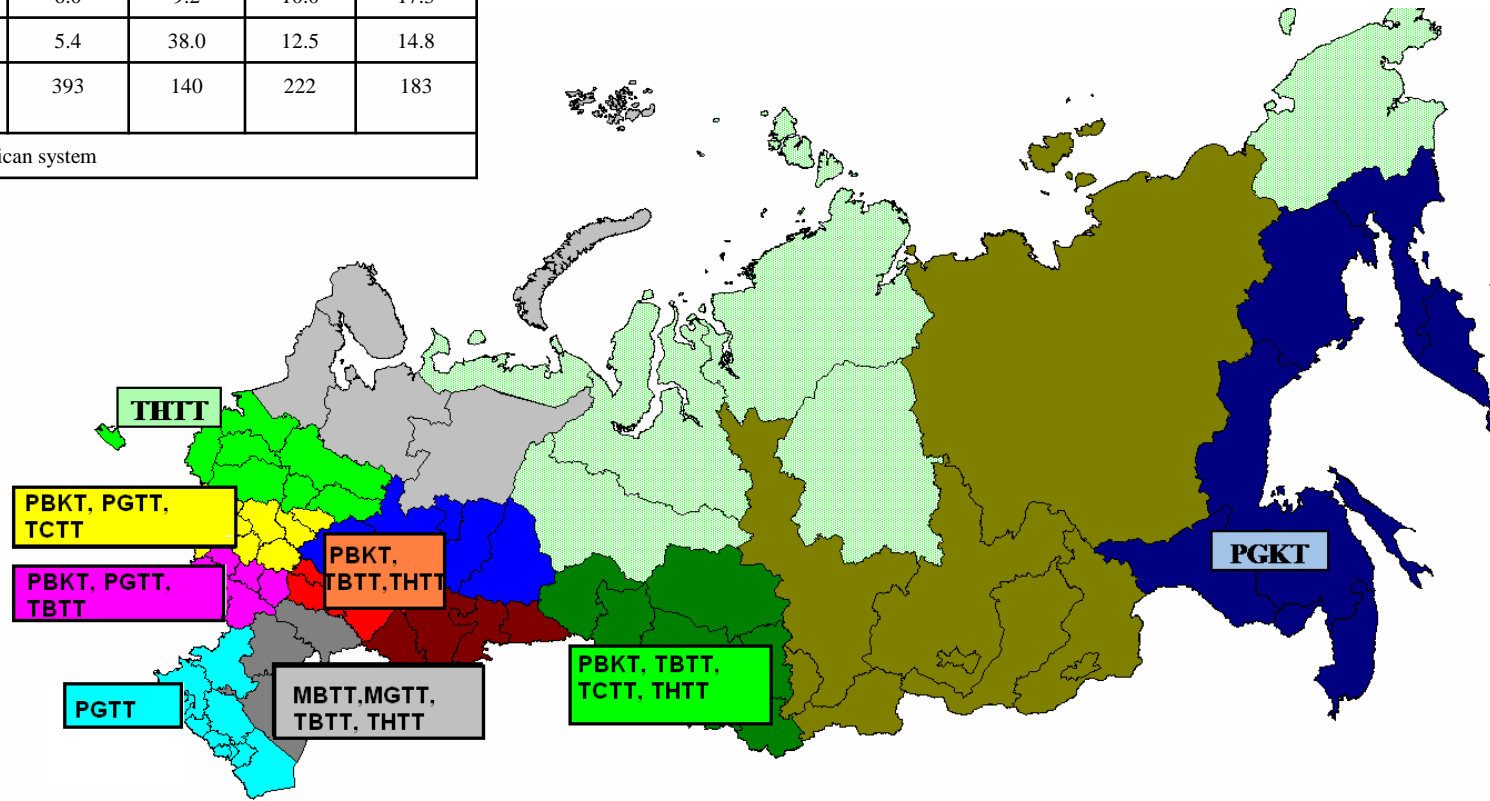 5.4 38.0 12.5 14.8
393 140 222 183
ican system
THTT
PBKT, PGTT,
TCTT
PBKT,
TBTT,THTT
PBKT, PGTT,
TBTT
PGKT
PBKT, TBTT,
TCTT, THTT
MBTT,MGTT,
TBTT, THTT
PGTT